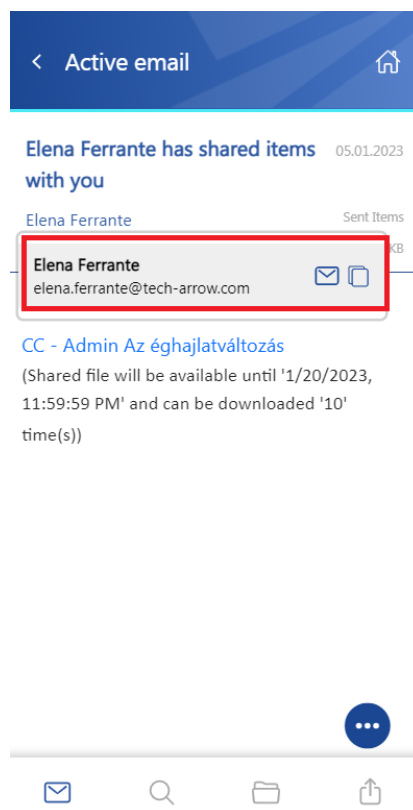 Active email
Elena Ferrante has shared items
05.01.2023
with you
Elena Ferrante
Sent Items
KB
Elena Ferrante
elena.ferrante@tech-arrow.com
CC - Admin Az éghajlatváltozás
(Shared file will be available until '1/20/2023,
11:59:59 PM' and can be downloaded '10'
time(s))